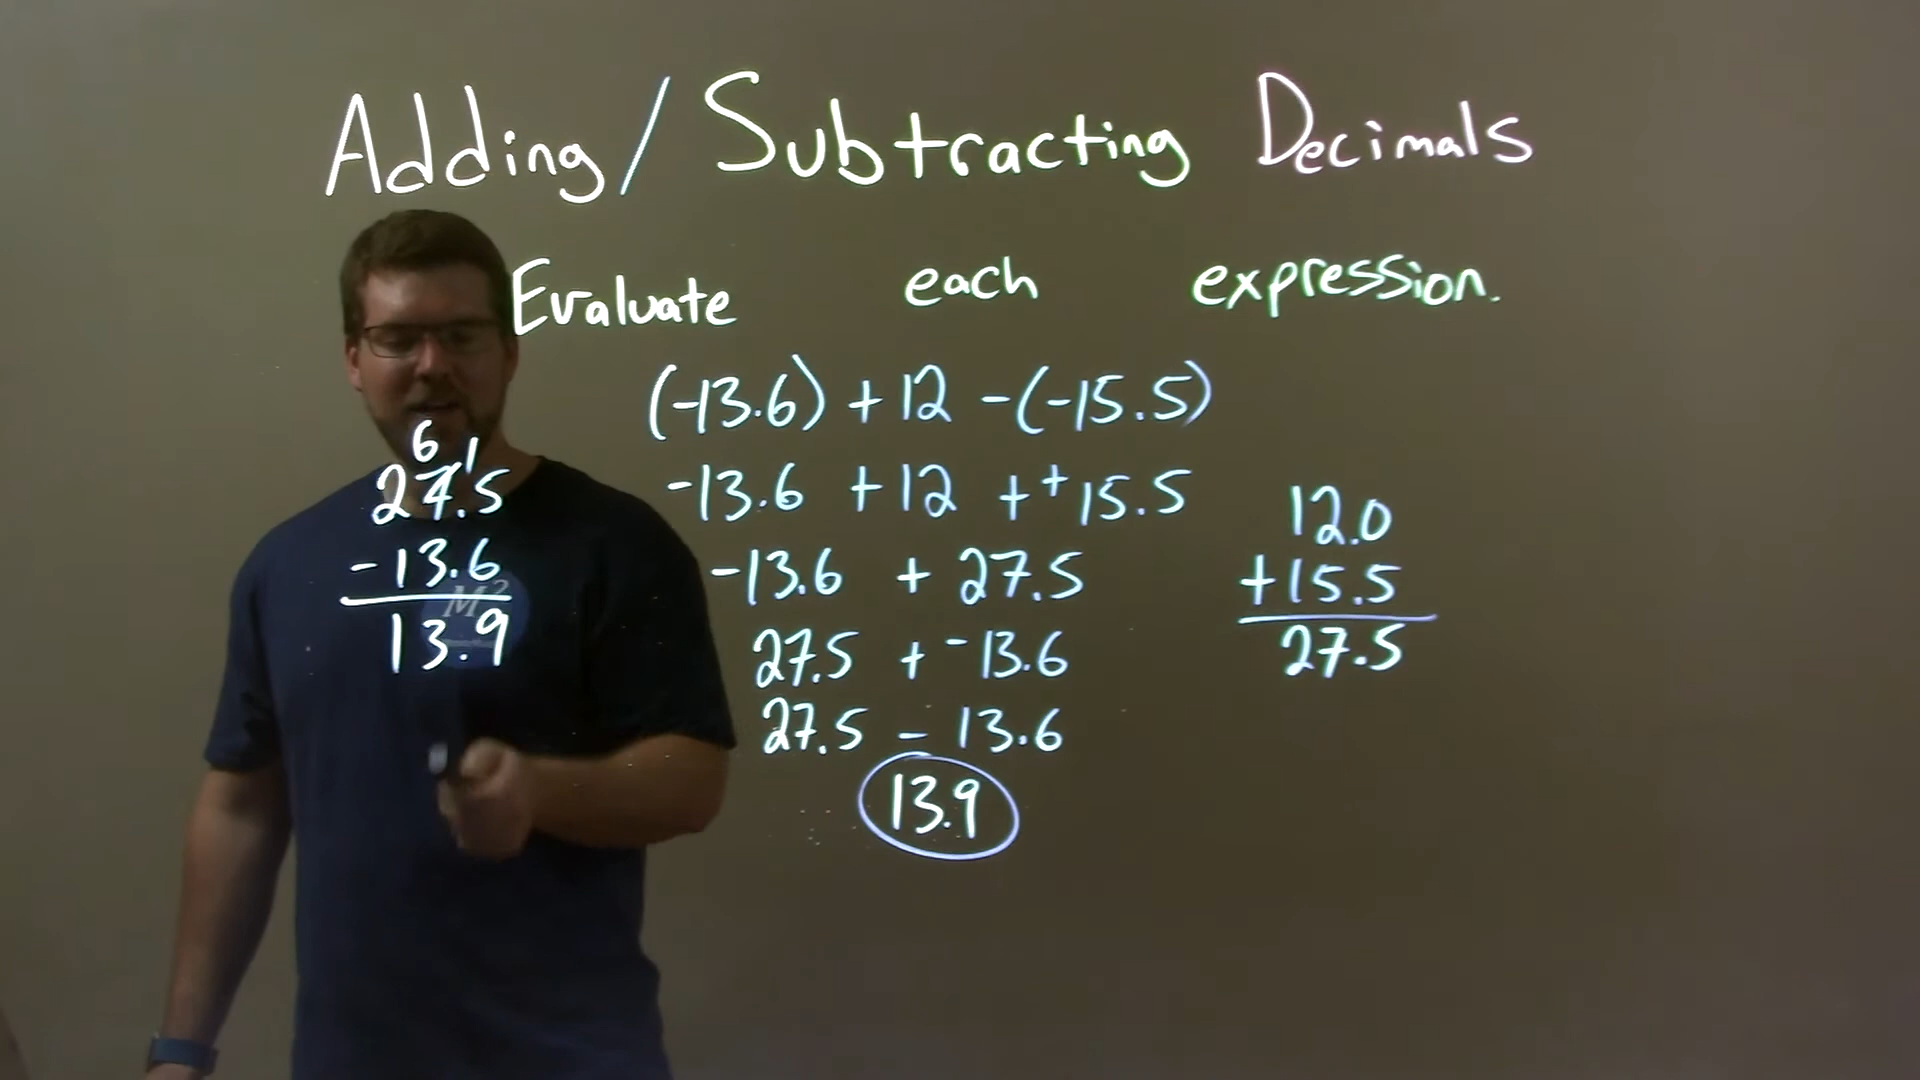 Adding/Subtracting Decimals
Evaluate each expression.
(-13.6) + 12 - (-15.5)
-13.6 + 12 + +15.5
-13.6 + 27.5
27.5 + -13.6
27.5 - 13.6
13.9
6 1
27.5
- 13.6
13.9
M²
12.0
+15.5
27.5